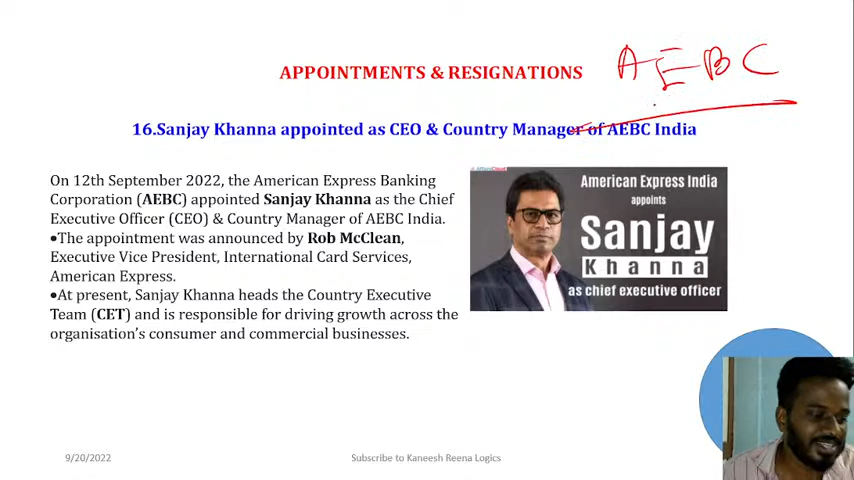 APPOINTMENTS & RESIGNATIONS
A E B C
16.Sanjay Khanna appointed as CEO & Country Manager of AEBC India
On 12th September 2022, the American Express Banking
Corporation (AEBC) appointed Sanjay Khanna as the Chief
Executive Officer (CEO) & Country Manager of AEBC India.
•The appointment was announced by Rob McClean,
Executive Vice President, International Card Services,
American Express.
•At present, Sanjay Khanna heads the Country Executive
Team (CET) and is responsible for driving growth across the
organisation's consumer and commercial businesses.
American Express India
appoints
Sanjay
Khanna
as chief executive officer
9/20/2022
Subscribe to Kaneesh Reena Logics